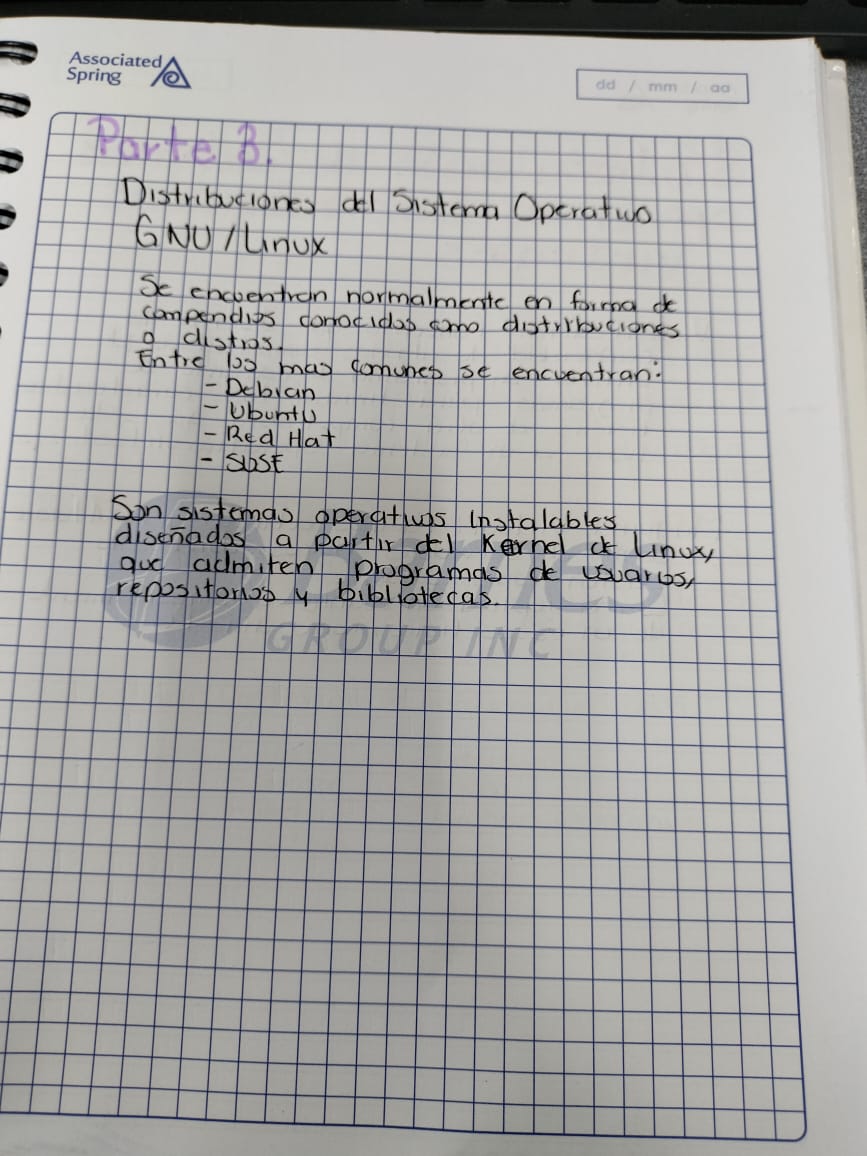 Associated
Spring
dd / mm / aa
Parte 3.
Distribuciones del Sistema Operativo
GNU/Linux
Se encuentran normalmente en forma de
compendios conocidos como distribuciones
o distros.
Entre los mas comunes se encuentran:
- Debian
- Ubuntu
- Red Hat
- SUSE
Son sistemas operativos instalables
diseñados a partir del Kernel de Linux,
que admiten programas de usuarios,
repositorios y bibliotecas.
Barnes
GROUP INC